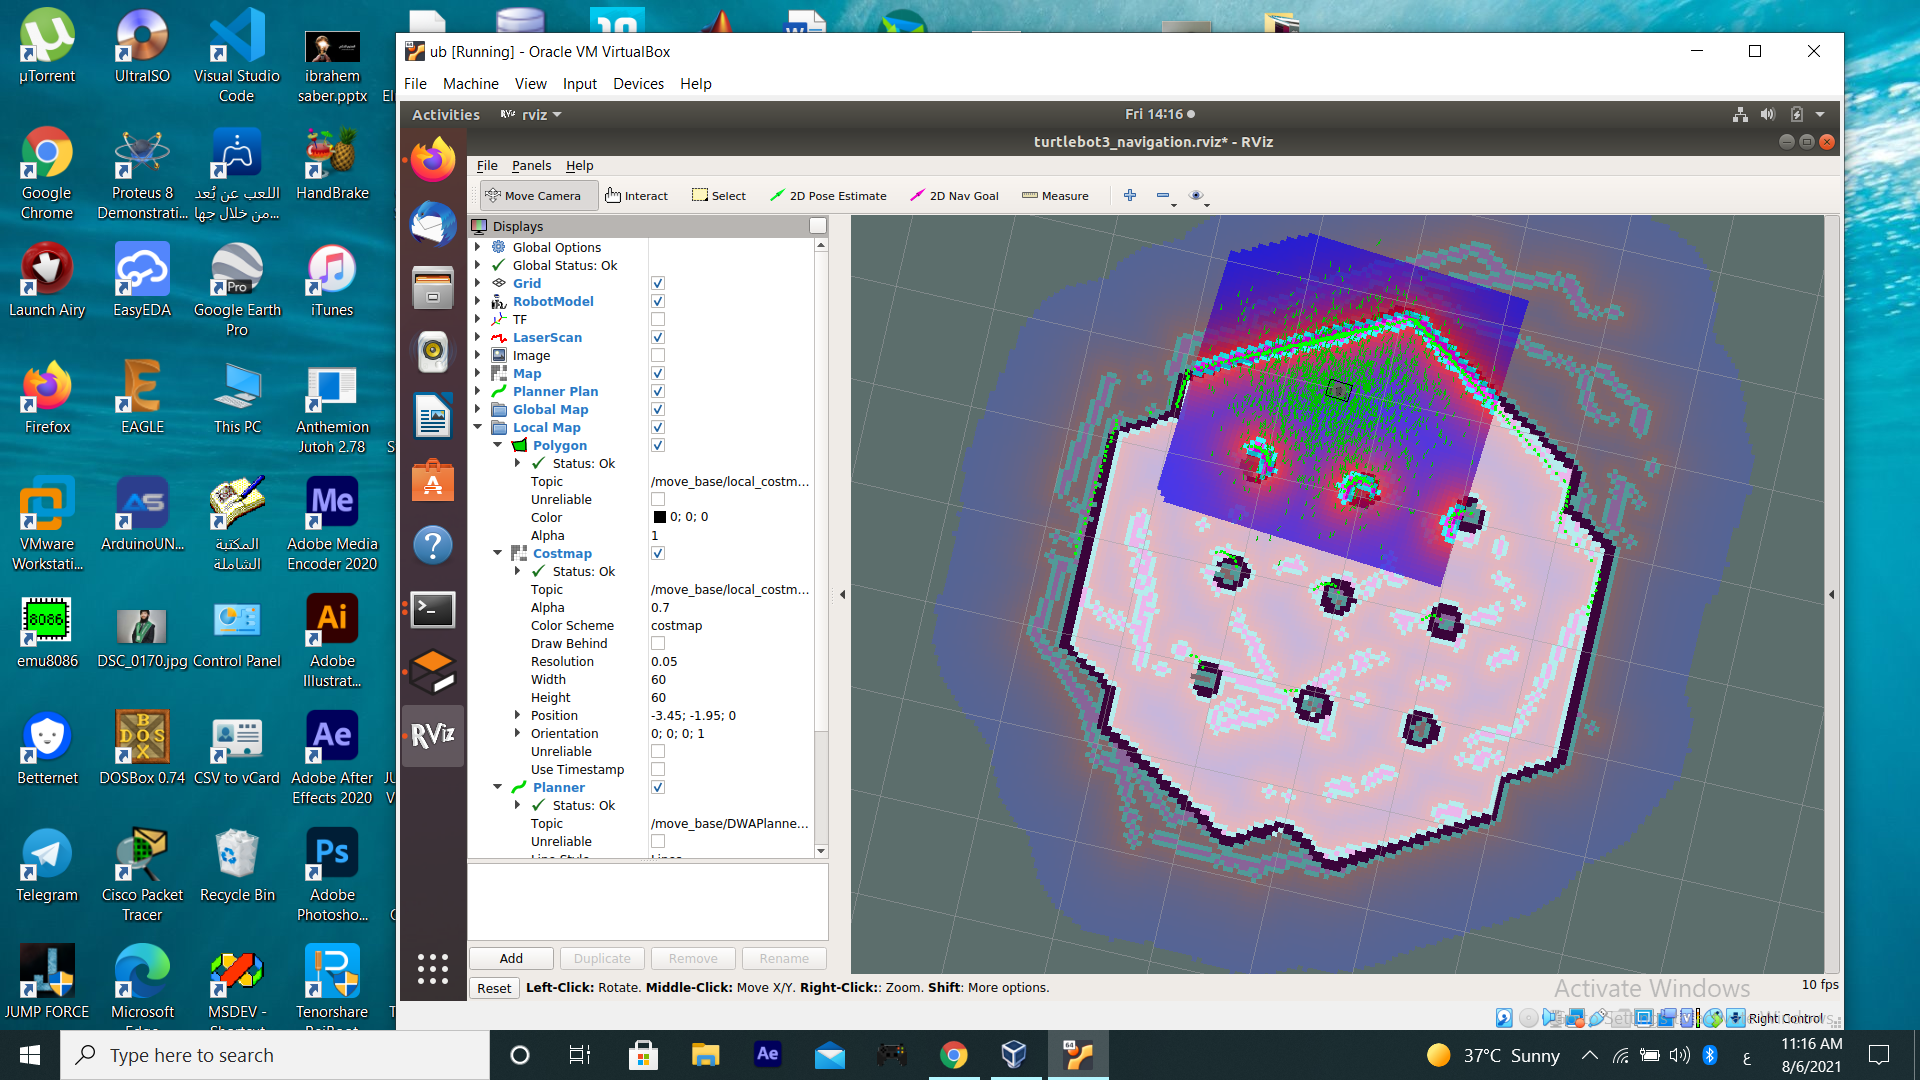 µTorrent
UltraISO
Visual Studio
Code
ibrahem
saber.pptx
Google
Chrome
Proteus 8
Demonstrati...
اللعب عن بُعد
من خلال جها...
HandBrake
Launch Airy
EasyEDA
Google Earth
Pro
iTunes
Firefox
EAGLE
This PC
Anthemion
Jutoh 2.78
VMware
Workstati...
ArduinoUN...
المكتبة
الشاملة
Adobe Media
Encoder 2020
emu8086
DSC_0170.jpg
Control Panel
Adobe
Illustrat...
Betternet
DOSBox 0.74
CSV to vCard
Adobe After
Effects 2020
Telegram
Cisco Packet
Tracer
Recycle Bin
Adobe
Photosho...
JUMP FORCE
Microsoft
Edge
MSDEV -
Shortcut
Tenorshare
ub [Running] - Oracle VM VirtualBox
File Machine View Input Devices Help
Activities rviz Fri 14:16
turtlebot3_navigation.rviz* - RViz
File Panels Help
Move Camera Interact Select 2D Pose Estimate 2D Nav Goal Measure
Displays
Global Options
Global Status: Ok
Grid
RobotModel
TF
LaserScan
Image
Map
Planner Plan
Global Map
Local Map
Polygon
Status: Ok
Topic /move_base/local_costm...
Unreliable
Color 0; 0; 0
Alpha 1
Costmap
Status: Ok
Topic /move_base/local_costm...
Alpha 0.7
Color Scheme costmap
Draw Behind
Resolution 0.05
Width 60
Height 60
Position -3.45; -1.95; 0
Orientation 0; 0; 0; 1
Unreliable
Use Timestamp
Planner
Status: Ok
Topic /move_base/DWAPlanne...
Unreliable
Line Style Lines
Add Duplicate Remove Rename
Reset Left-Click: Rotate. Middle-Click: Move X/Y. Right-Click:: Zoom. Shift: More options.
10 fps
Activate Windows
Right Control
Type here to search
37°C Sunny
ع
11:16 AM
8/6/2021